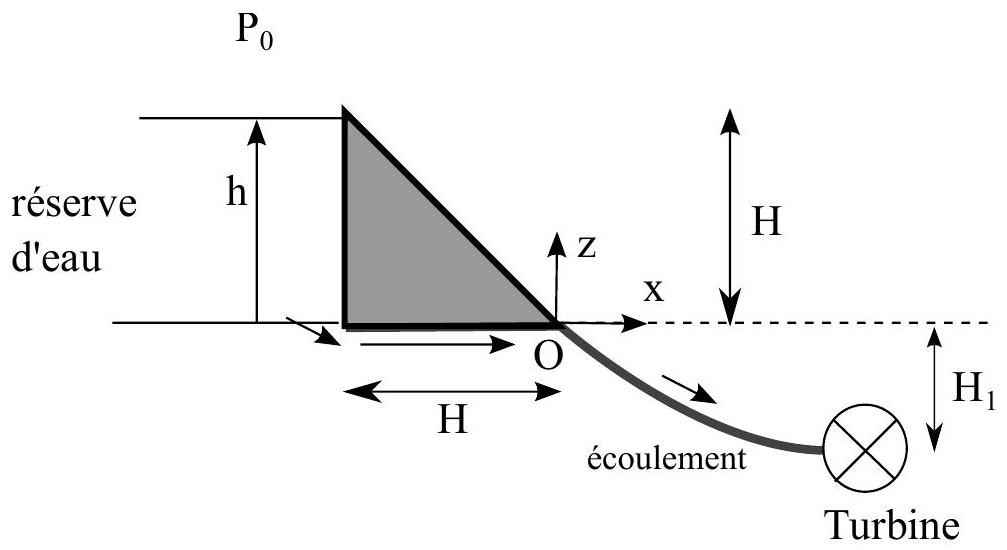 P₀
h
réserve
d'eau
z
H
x
O
H
H₁
écoulement
Turbine